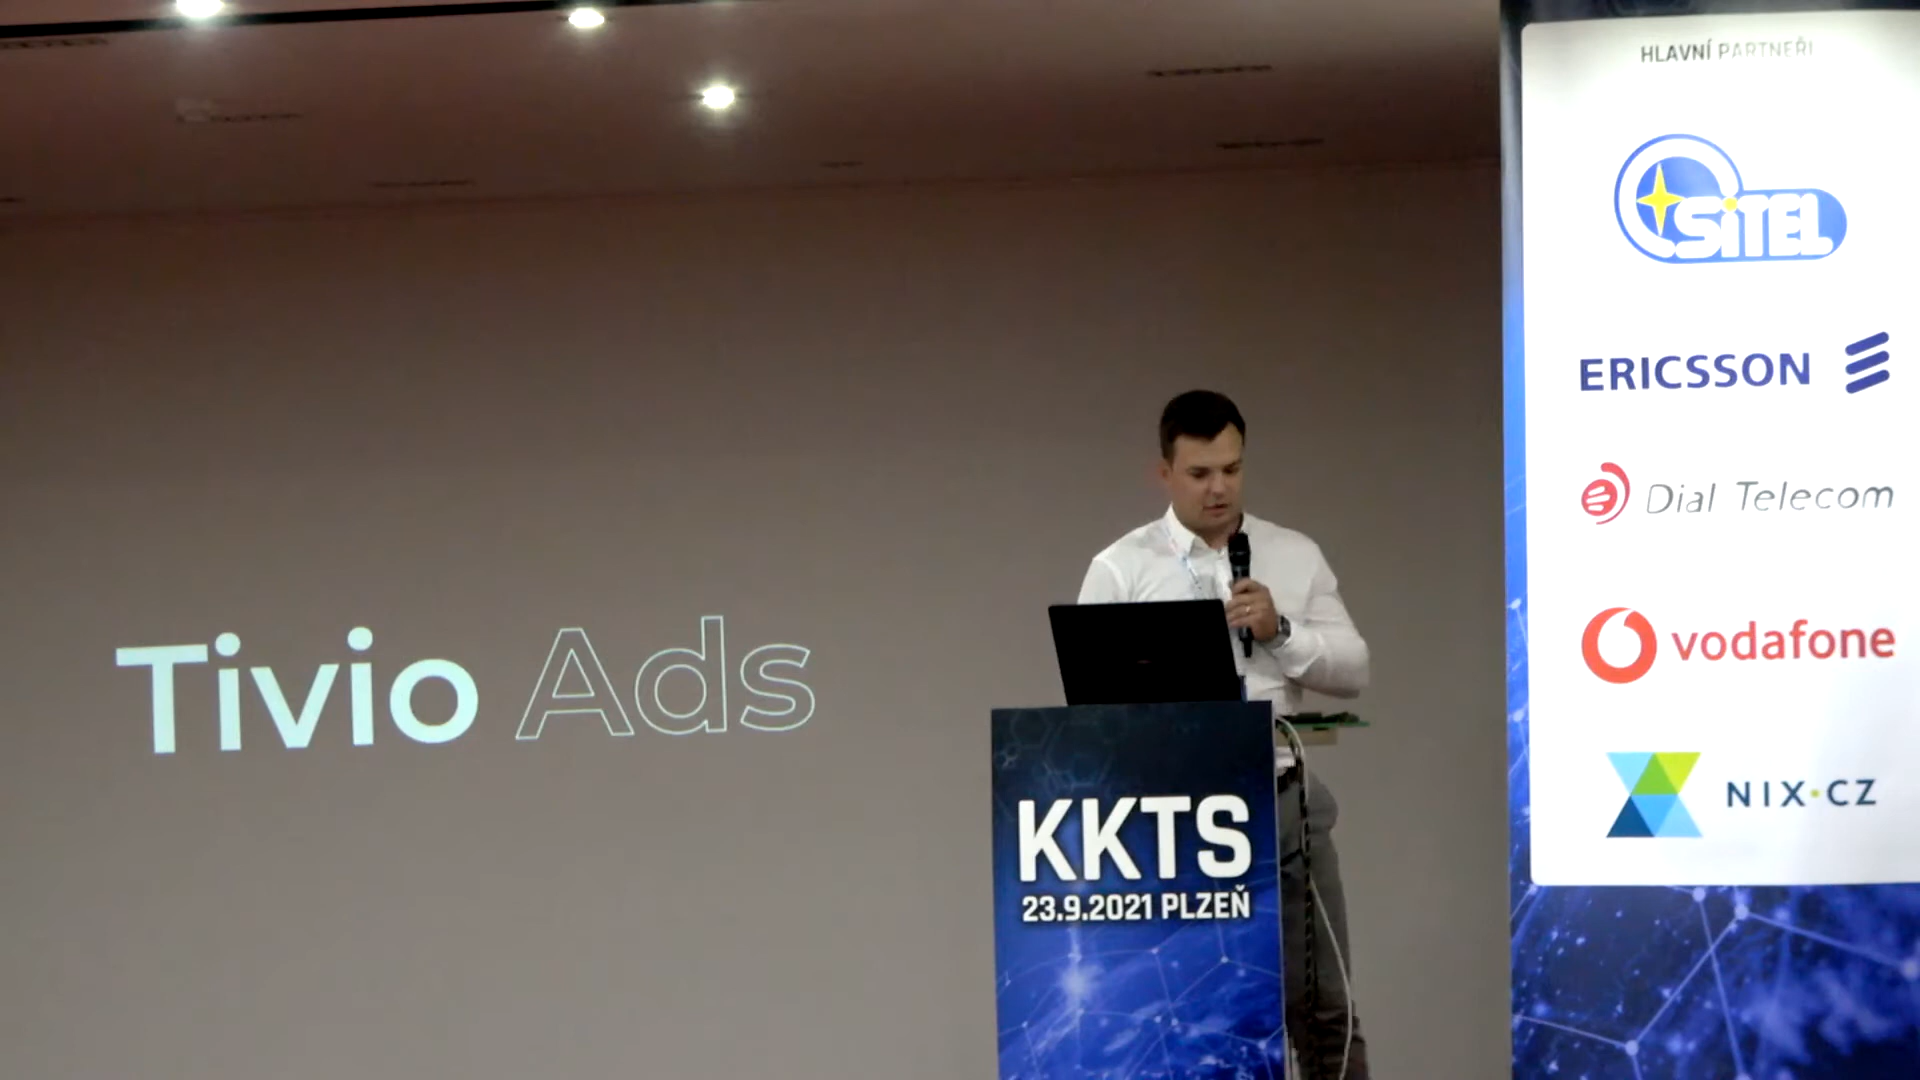 Tivio Ads
KKTS
23.9.2021 PLZEŇ
HLAVNÍ PARTNEŘI
SiTEL
ERICSSON
Dial Telecom
vodafone
NIX•CZ